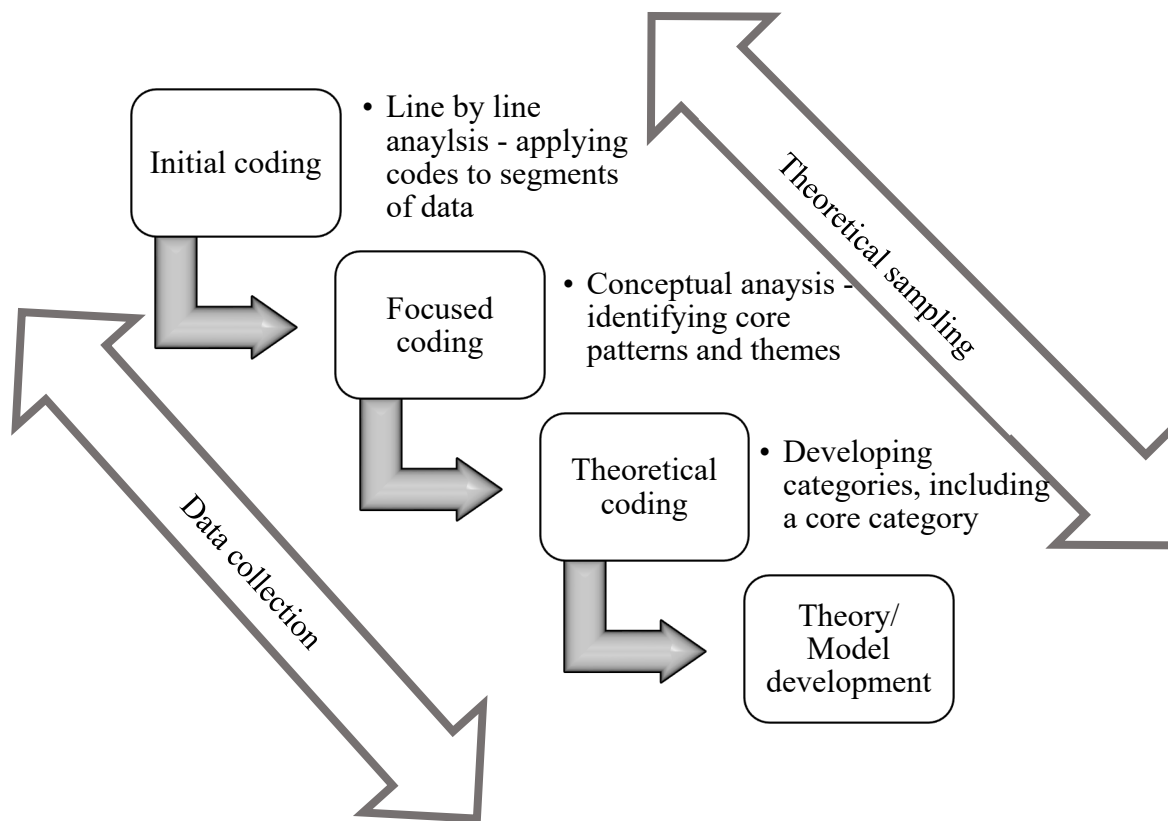 Initial coding
• Line by line
anaylsis - applying
codes to segments
of data
Focused
coding
• Conceptual anaysis -
identifying core
patterns and themes
Theoretical
coding
• Developing
categories, including
a core category
Theory/
Model
development
Data collection
Theoretical sampling